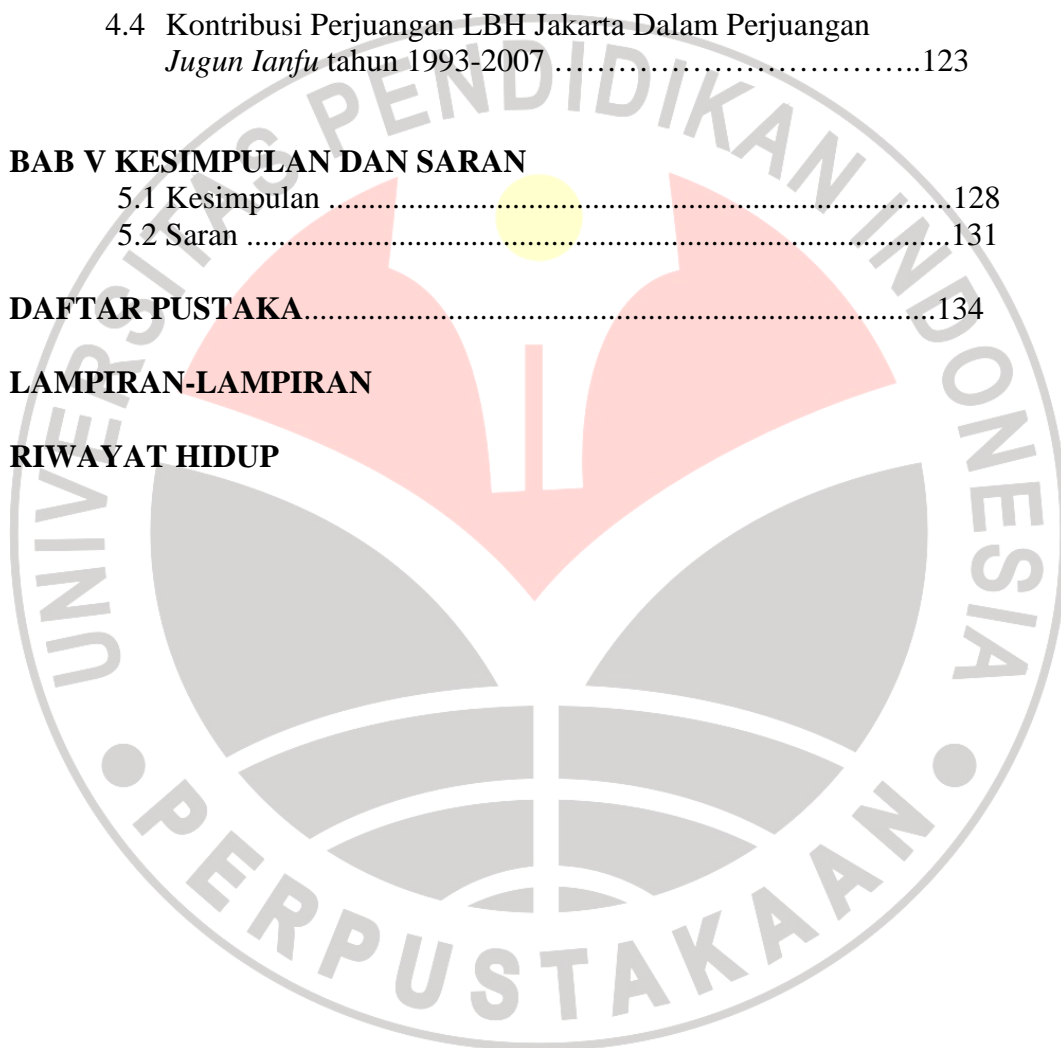 4.4 Kontribusi Perjuangan LBH Jakarta Dalam Perjuangan
Jugun Ianfu tahun 1993-2007 ……………………………..123
BAB V KESIMPULAN DAN SARAN
5.1 Kesimpulan ...............................................................................128
5.2 Saran .........................................................................................131
DAFTAR PUSTAKA................................................................................134
LAMPIRAN-LAMPIRAN
RIWAYAT HIDUP
UNIVERSITAS PENDIDIKAN INDONESIA
PERPUSTAKAAN